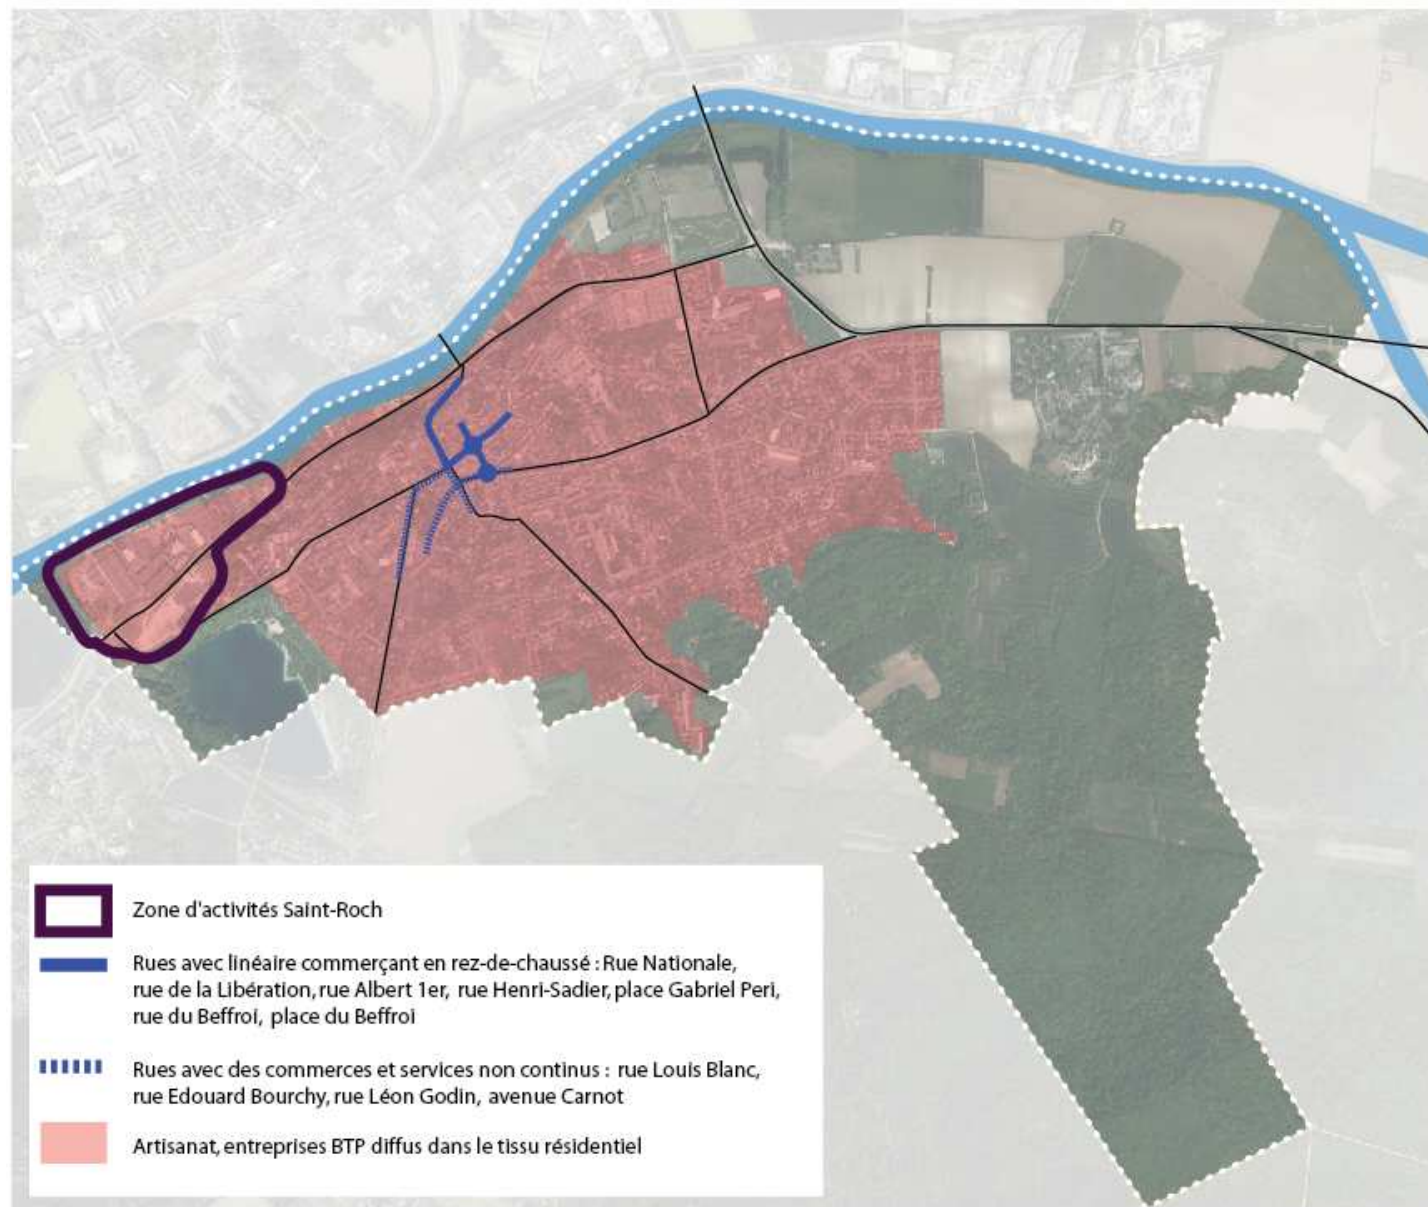 Zone d'activités Saint-Roch
Rues avec linéaire commerçant en rez-de-chaussé : Rue Nationale,
rue de la Libération, rue Albert 1er, rue Henri-Sadier, place Gabriel Peri,
rue du Beffroi, place du Beffroi
Rues avec des commerces et services non continus : rue Louis Blanc,
rue Edouard Bourchy, rue Léon Godin, avenue Carnot
Artisanat, entreprises BTP diffus dans le tissu résidentiel